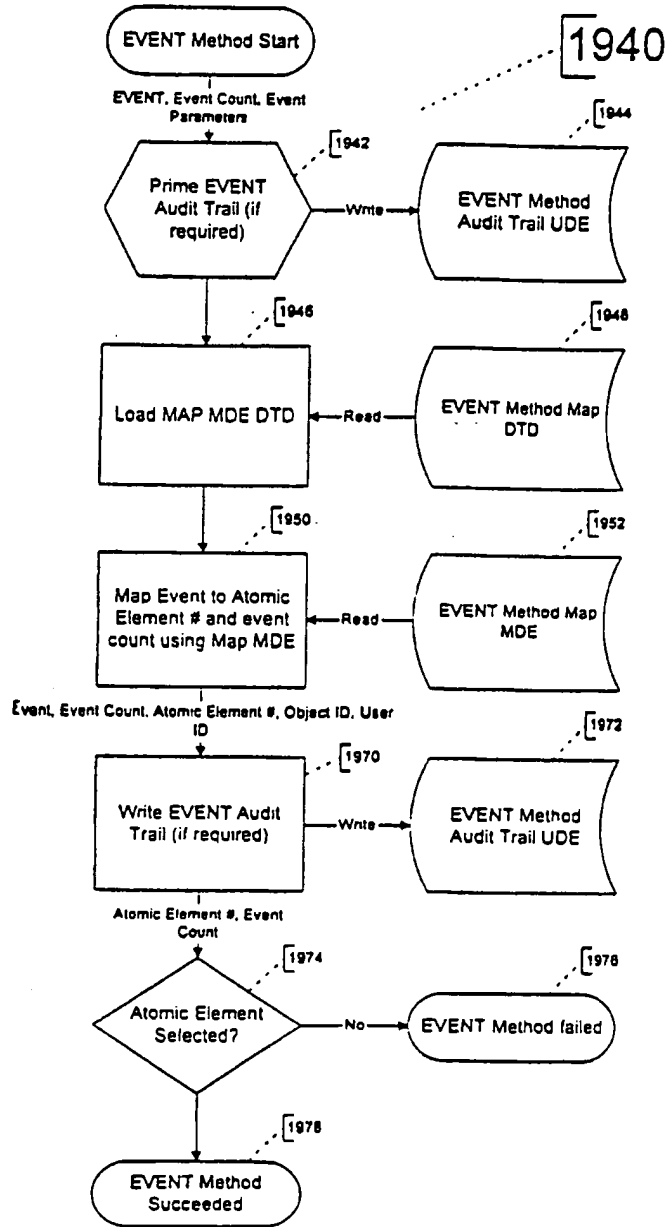 EVENT Method Start
1940
EVENT, Event Count, Event
Parameters
1942
1944
Prime EVENT
Audit Trail (if
required)
Write
EVENT Method
Audit Trail UDE
1946
1948
Load MAP MDE DTD
Read
EVENT Method Map
DTD
1950
1952
Map Event to Atomic
Element # and event
count using Map MDE
Read
EVENT Method Map
MDE
Event, Event Count, Atomic Element #, Object ID, User
ID
1970
1972
Write EVENT Audit
Trail (if required)
Write
EVENT Method
Audit Trail UDE
Atomic Element #, Event
Count
1974
1976
Atomic Element
Selected?
No
EVENT Method failed
1978
EVENT Method
Succeeded